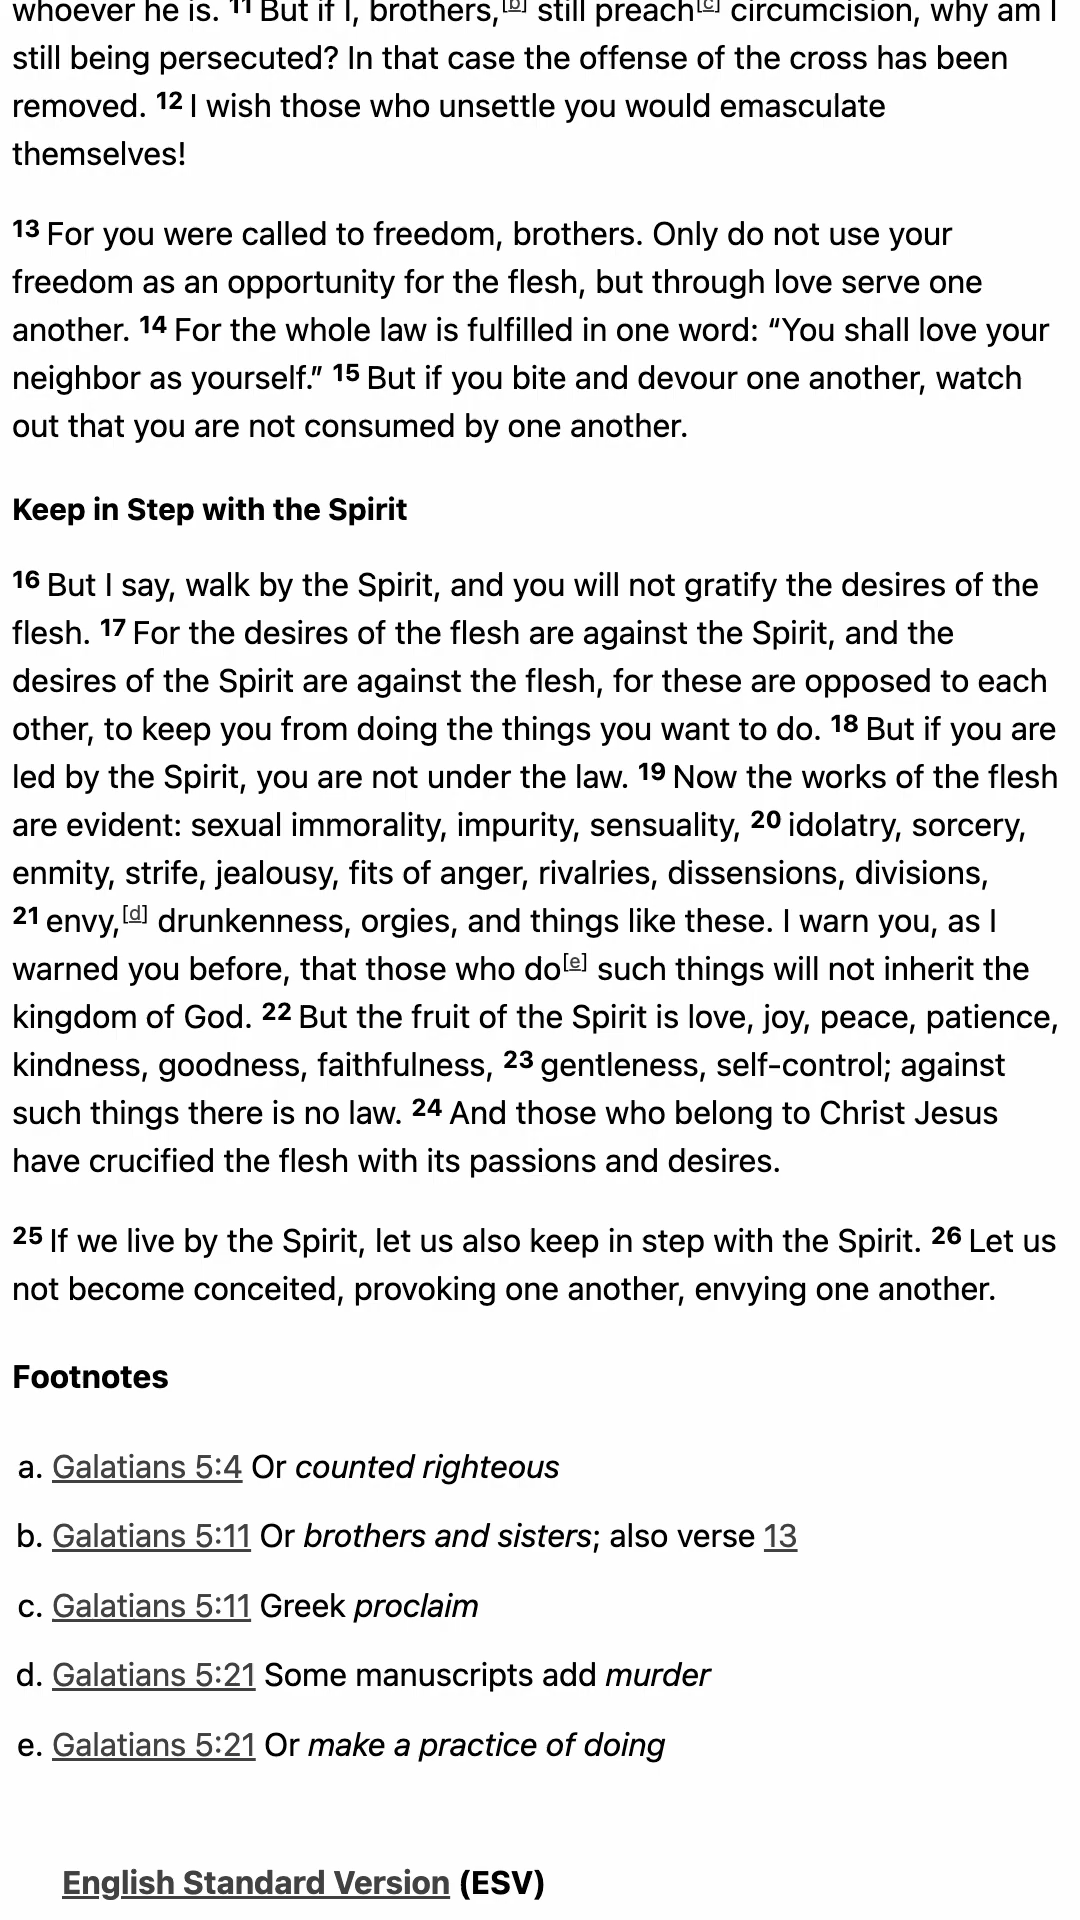 whoever he is. 11 But if I, brothers,[b] still preach[c] circumcision, why am I
still being persecuted? In that case the offense of the cross has been
removed. 12 I wish those who unsettle you would emasculate
themselves!
13 For you were called to freedom, brothers. Only do not use your
freedom as an opportunity for the flesh, but through love serve one
another. 14 For the whole law is fulfilled in one word: “You shall love your
neighbor as yourself.” 15 But if you bite and devour one another, watch
out that you are not consumed by one another.
Keep in Step with the Spirit
16 But I say, walk by the Spirit, and you will not gratify the desires of the
flesh. 17 For the desires of the flesh are against the Spirit, and the
desires of the Spirit are against the flesh, for these are opposed to each
other, to keep you from doing the things you want to do. 18 But if you are
led by the Spirit, you are not under the law. 19 Now the works of the flesh
are evident: sexual immorality, impurity, sensuality, 20 idolatry, sorcery,
enmity, strife, jealousy, fits of anger, rivalries, dissensions, divisions,
21 envy,[d] drunkenness, orgies, and things like these. I warn you, as I
warned you before, that those who do[e] such things will not inherit the
kingdom of God. 22 But the fruit of the Spirit is love, joy, peace, patience,
kindness, goodness, faithfulness, 23 gentleness, self-control; against
such things there is no law. 24 And those who belong to Christ Jesus
have crucified the flesh with its passions and desires.
25 If we live by the Spirit, let us also keep in step with the Spirit. 26 Let us
not become conceited, provoking one another, envying one another.
Footnotes
a. Galatians 5:4 Or counted righteous
b. Galatians 5:11 Or brothers and sisters; also verse 13
c. Galatians 5:11 Greek proclaim
d. Galatians 5:21 Some manuscripts add murder
e. Galatians 5:21 Or make a practice of doing
English Standard Version (ESV)